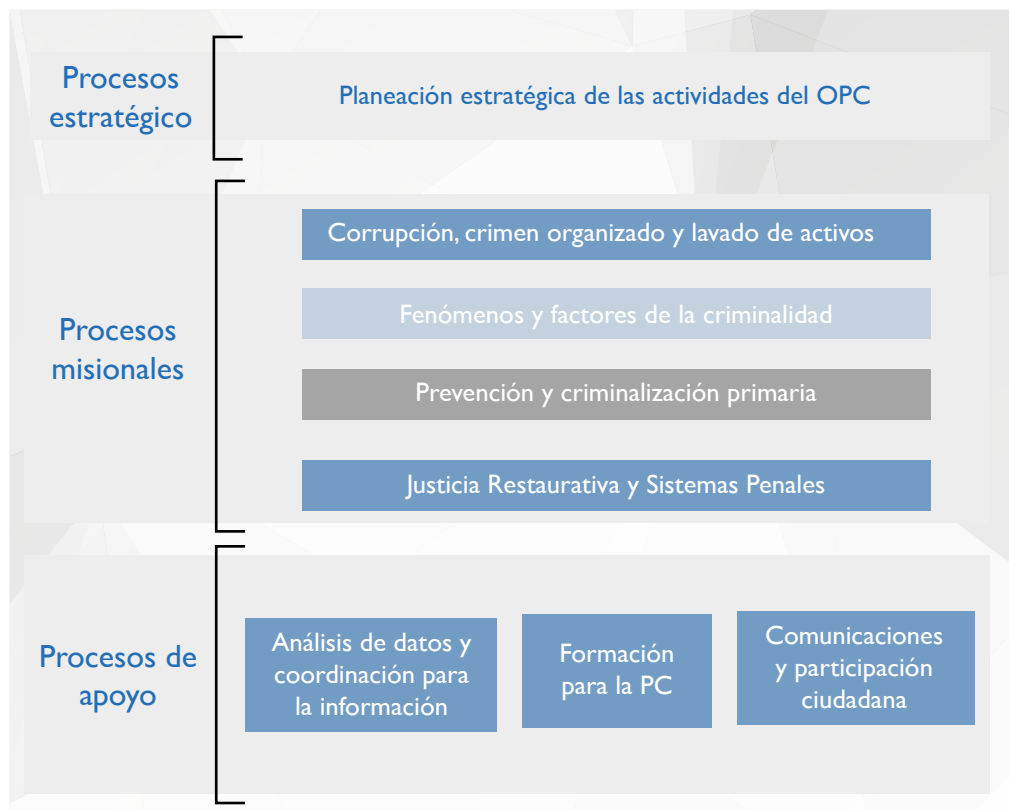 Procesos
estratégico
Planeación estratégica de las actividades del OPC
Procesos
misionales
Corrupción, crimen organizado y lavado de activos
Fenómenos y factores de la criminalidad
Prevención y criminalización primaria
Justicia Restaurativa y Sistemas Penales
Procesos de
apoyo
Análisis de datos y
coordinación para
la información
Formación
para la PC
Comunicaciones
y participación
ciudadana